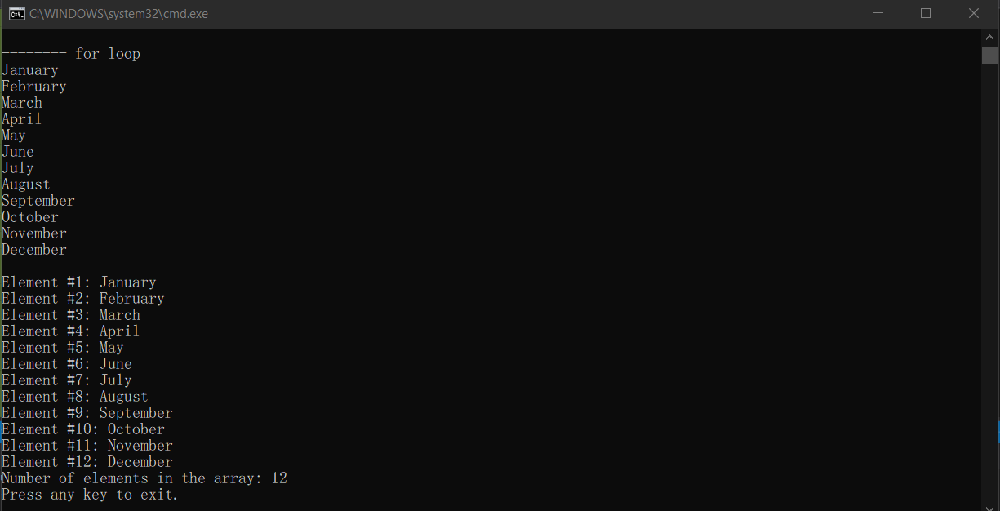 C:\WINDOWS\system32\cmd.exe
-------- for loop
January
February
March
April
May
June
July
August
September
October
November
December
Element #1: January
Element #2: February
Element #3: March
Element #4: April
Element #5: May
Element #6: June
Element #7: July
Element #8: August
Element #9: September
Element #10: October
Element #11: November
Element #12: December
Number of elements in the array: 12
Press any key to exit.